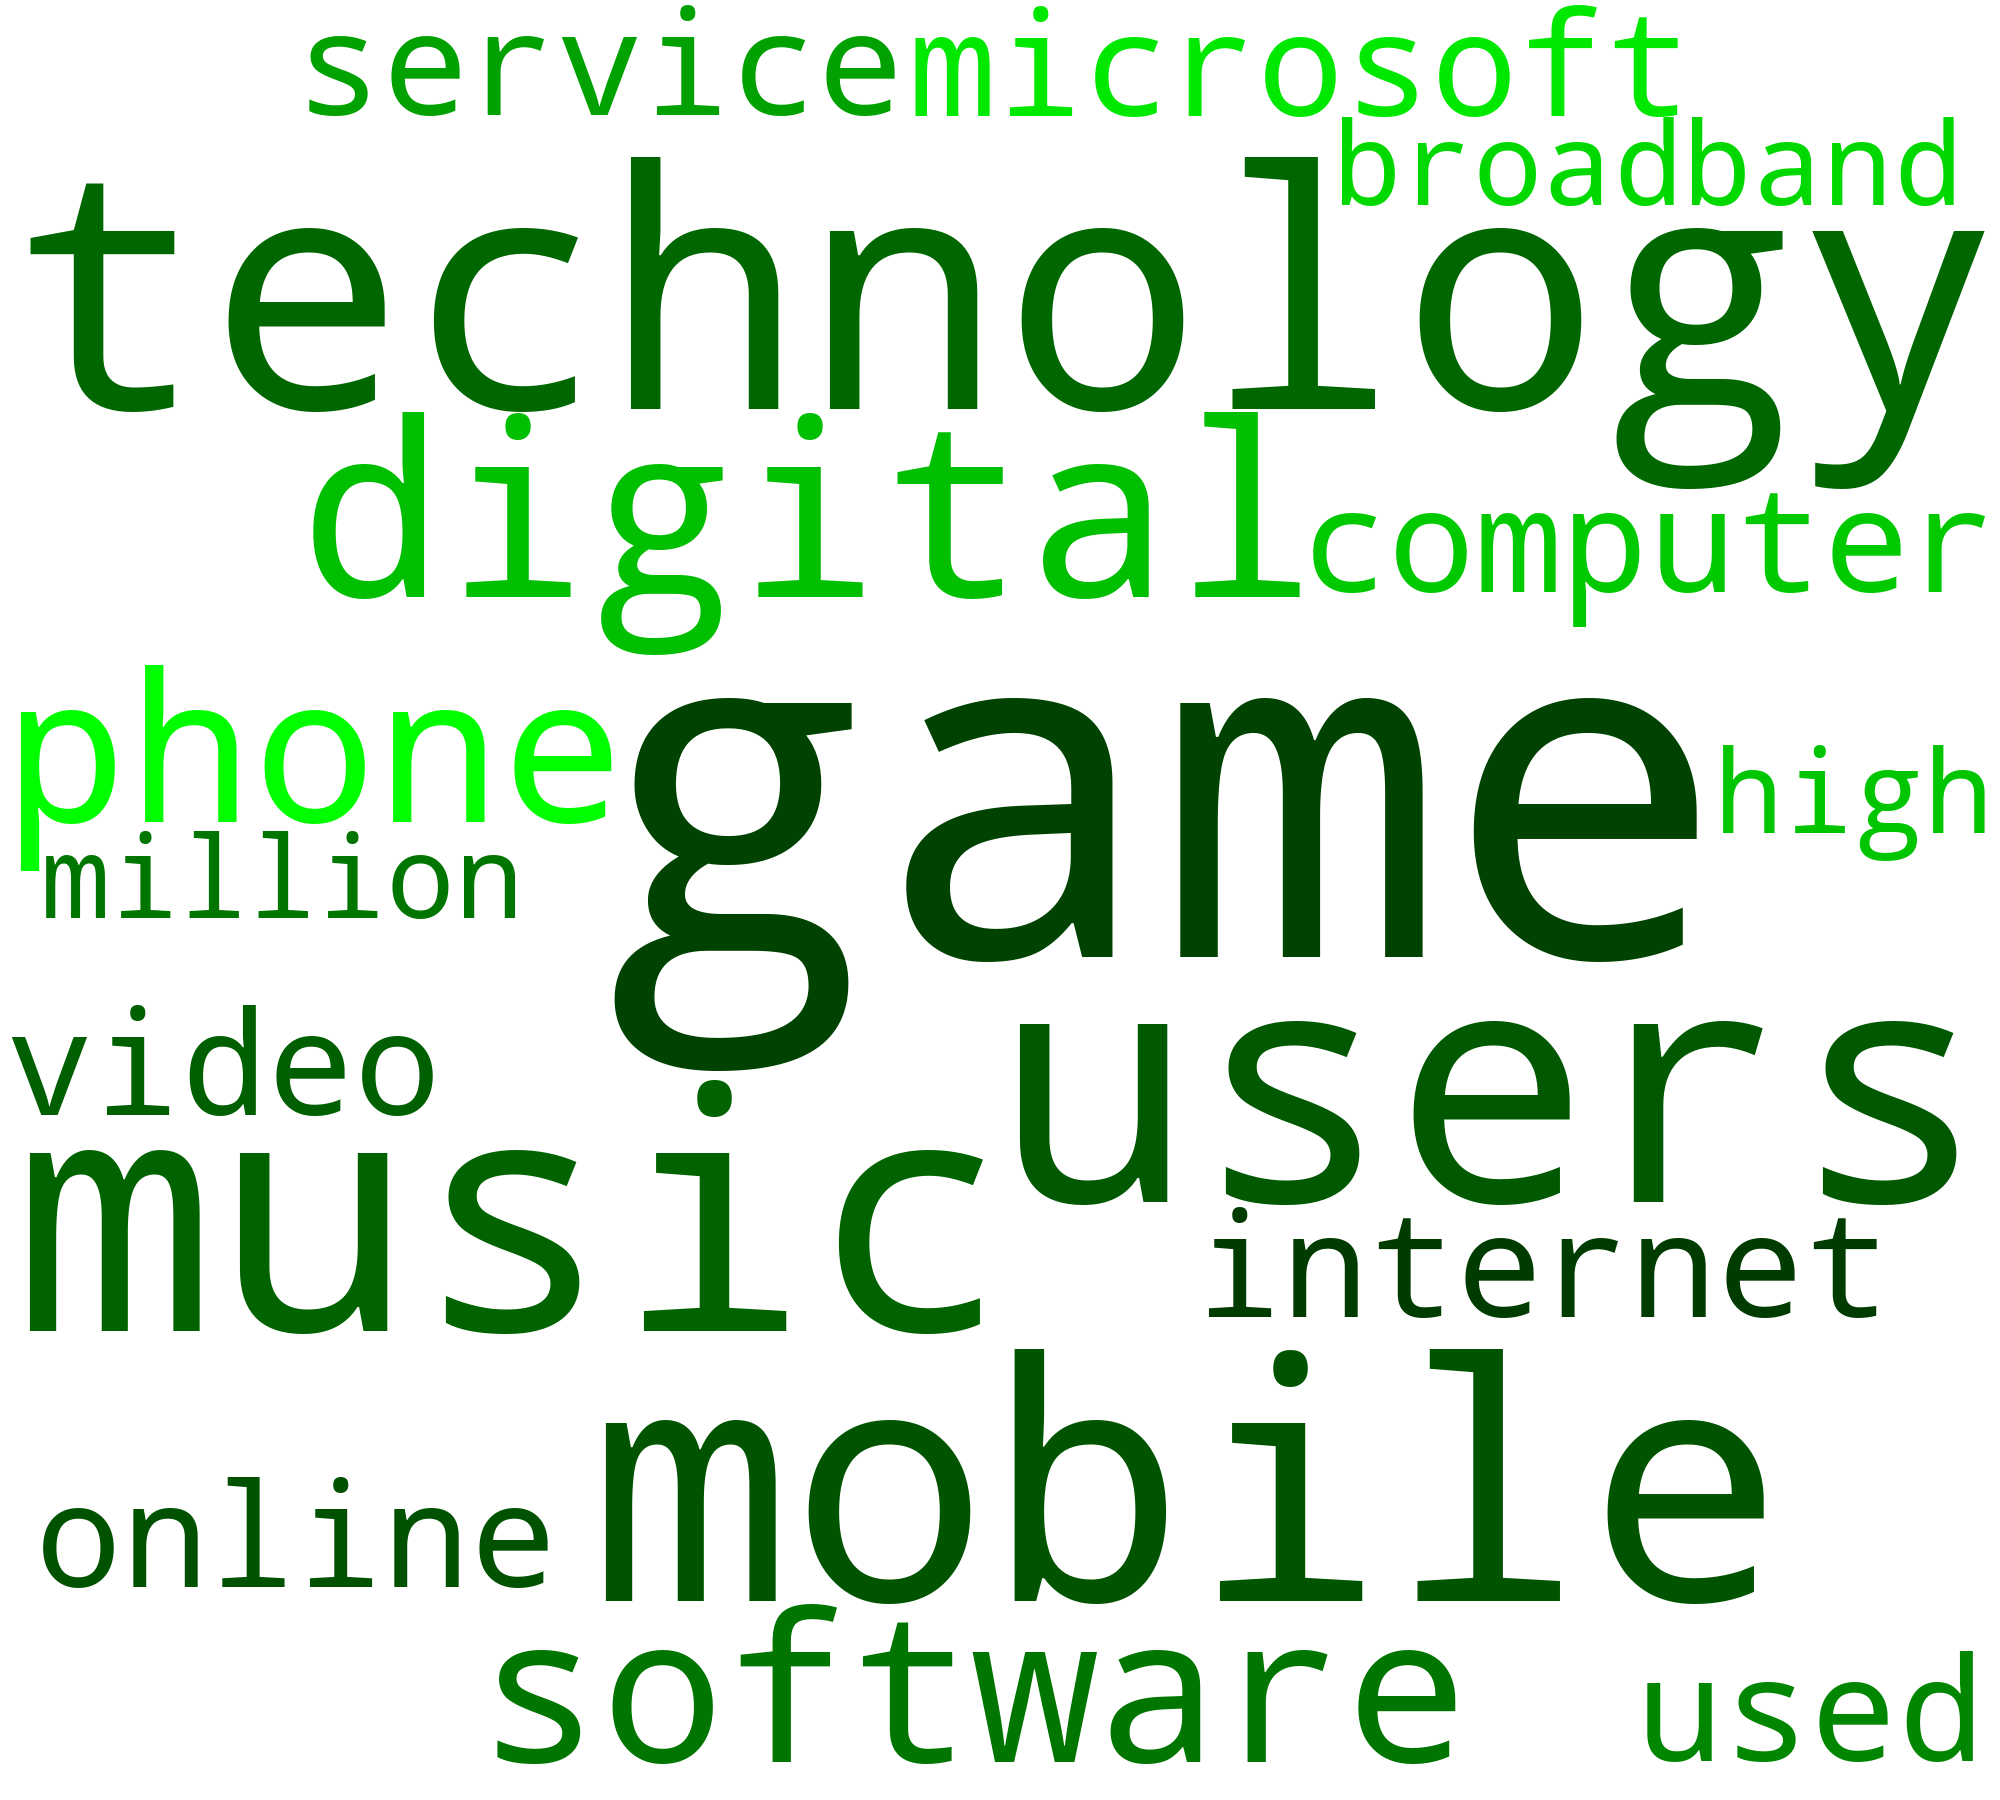 service microsoft
broadband
technology
digital computer
phone game high
million
video users
music internet
online mobile
software used